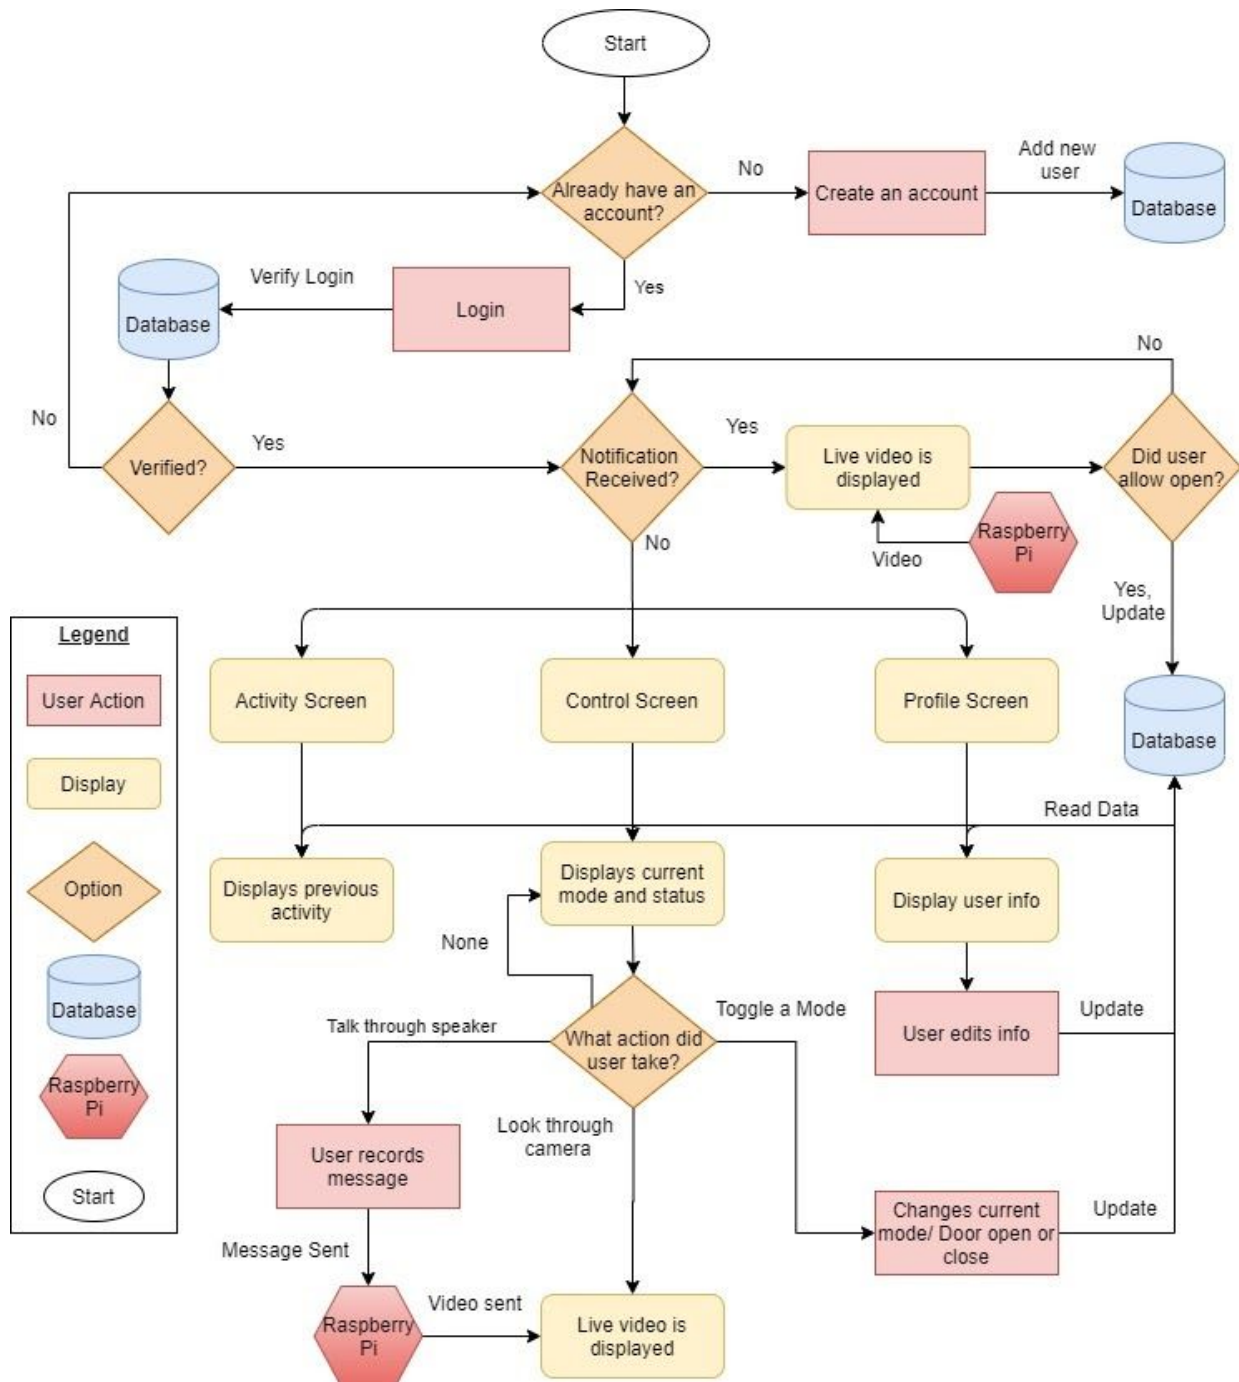 Start
Already have an
account?
No
Create an account
Add new
user
Database
Yes
Login
Verify Login
Database
Verified?
No
Yes
Notification
Received?
Yes
Live video is
displayed
Did user
allow open?
No
Raspberry
Pi
Video
No
Yes,
Update
Database
Legend
User Action
Display
Option
Database
Raspberry
Pi
Start
Activity Screen
Control Screen
Profile Screen
Read Data
Displays previous
activity
Displays current
mode and status
Display user info
None
User edits info
Update
What action did
user take?
Talk through speaker
Toggle a Mode
Look through
camera
User records
message
Changes current
mode/ Door open or
close
Update
Message Sent
Raspberry
Pi
Video sent
Live video is
displayed